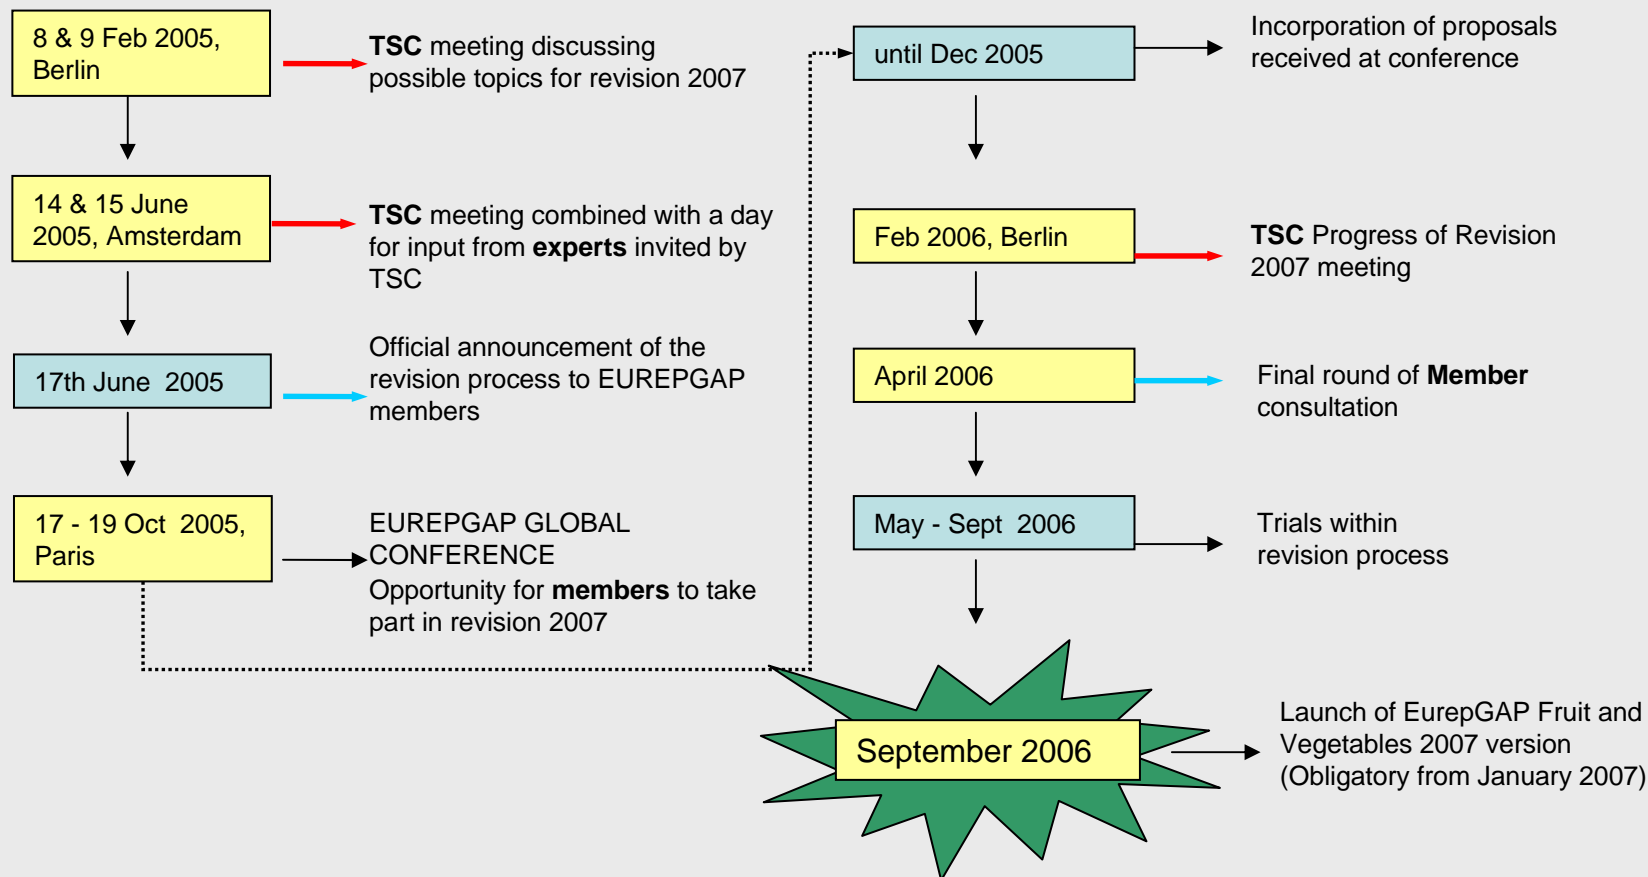 8 & 9 Feb 2005,
Berlin
TSC meeting discussing
possible topics for revision 2007
14 & 15 June
2005, Amsterdam
TSC meeting combined with a day
for input from experts invited by
TSC
17th June 2005
Official announcement of the
revision process to EUREPGAP
members
17 - 19 Oct 2005,
Paris
EUREPGAP GLOBAL
CONFERENCE
Opportunity for members to take
part in revision 2007
until Dec 2005
Incorporation of proposals
received at conference
Feb 2006, Berlin
TSC Progress of Revision
2007 meeting
April 2006
Final round of Member
consultation
May - Sept 2006
Trials within
revision process
September 2006
Launch of EurepGAP Fruit and
Vegetables 2007 version
(Obligatory from January 2007)